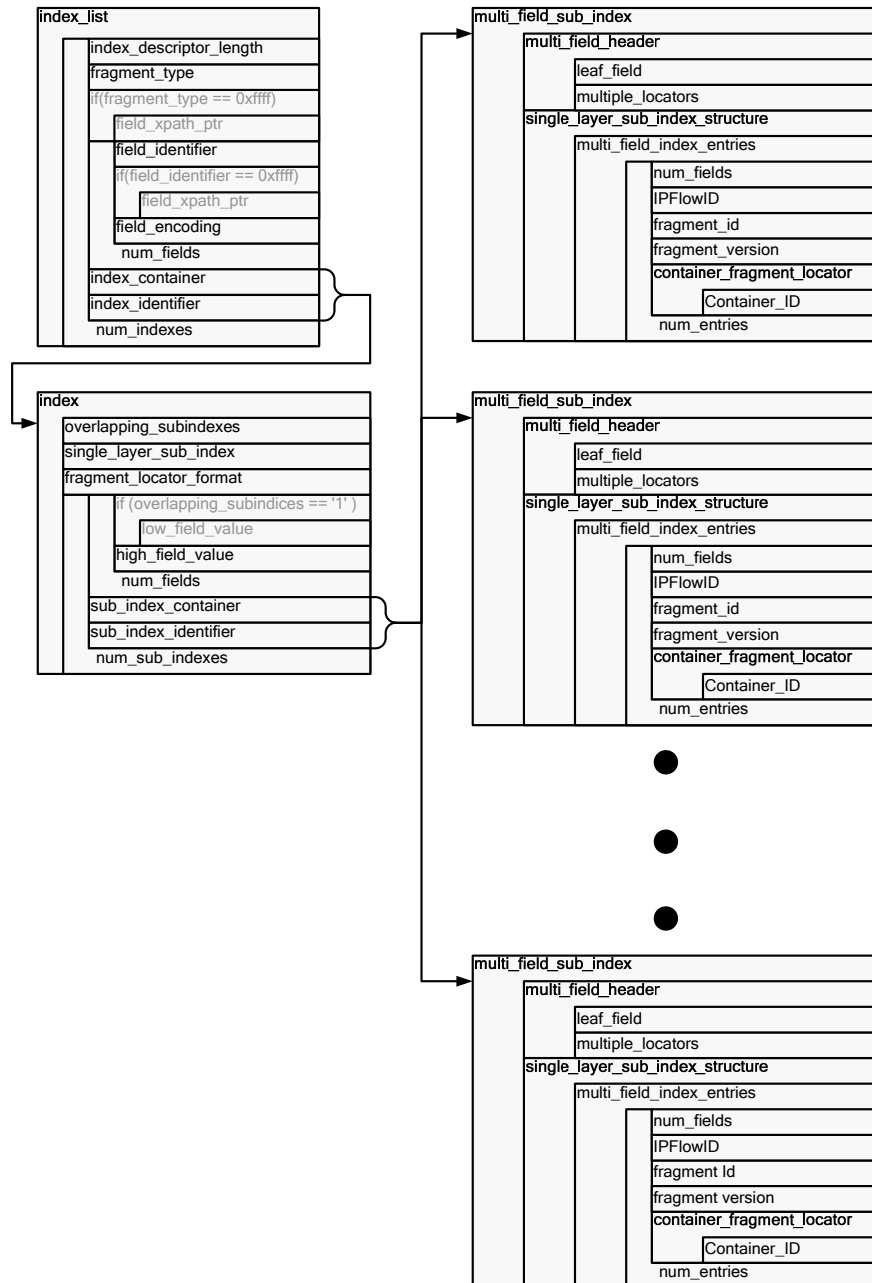 index_list
index_descriptor_length
fragment_type
if(fragment_type == 0xffff)
field_xpath_ptr
field_identifier
if(field_identifier == 0xffff)
field_xpath_ptr
field_encoding
num_fields
index_container
index_identifier
num_indexes
index
overlapping_subindexes
single_layer_sub_index
fragment_locator_format
if (overlapping_subindices == '1' )
low_field_value
high_field_value
num_fields
sub_index_container
sub_index_identifier
num_sub_indexes
multi_field_sub_index
multi_field_header
leaf_field
multiple_locators
single_layer_sub_index_structure
multi_field_index_entries
num_fields
IPFlowID
fragment_id
fragment_version
container_fragment_locator
Container_ID
num_entries
multi_field_sub_index
multi_field_header
leaf_field
multiple_locators
single_layer_sub_index_structure
multi_field_index_entries
num_fields
IPFlowID
fragment_id
fragment_version
container_fragment_locator
Container_ID
num_entries
multi_field_sub_index
multi_field_header
leaf_field
multiple_locators
single_layer_sub_index_structure
multi_field_index_entries
num_fields
IPFlowID
fragment Id
fragment version
container_fragment_locator
Container_ID
num_entries